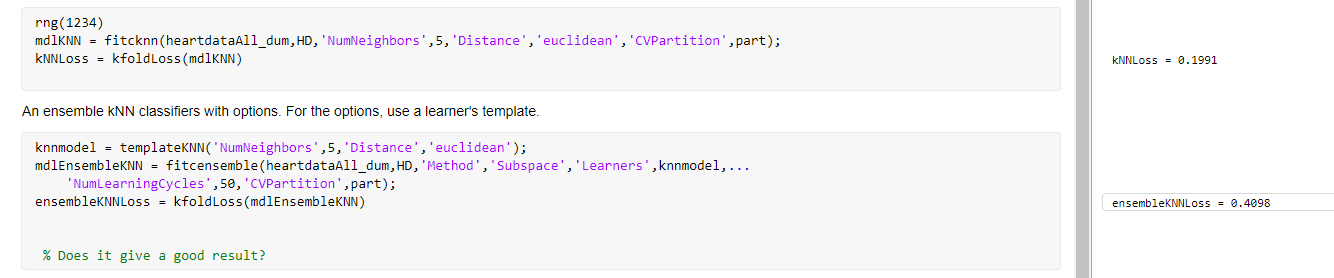 rng(1234)
mdlKNN = fitcknn(heartdataAll_dum,HD,'NumNeighbors',5,'Distance','euclidean','CVPartition',part);
kNNLoss = kfoldLoss(mdlKNN)
kNNLoss = 0.1991
An ensemble kNN classifiers with options. For the options, use a learner's template.
knnmodel = templateKNN('NumNeighbors',5,'Distance','euclidean');
mdlEnsembleKNN = fitcensemble(heartdataAll_dum,HD,'Method','Subspace','Learners',knnmodel,...
'NumLearningCycles',50,'CVPartition',part);
ensembleKNNLoss = kfoldLoss(mdlEnsembleKNN)
ensembleKNNLoss = 0.4098
% Does it give a good result?